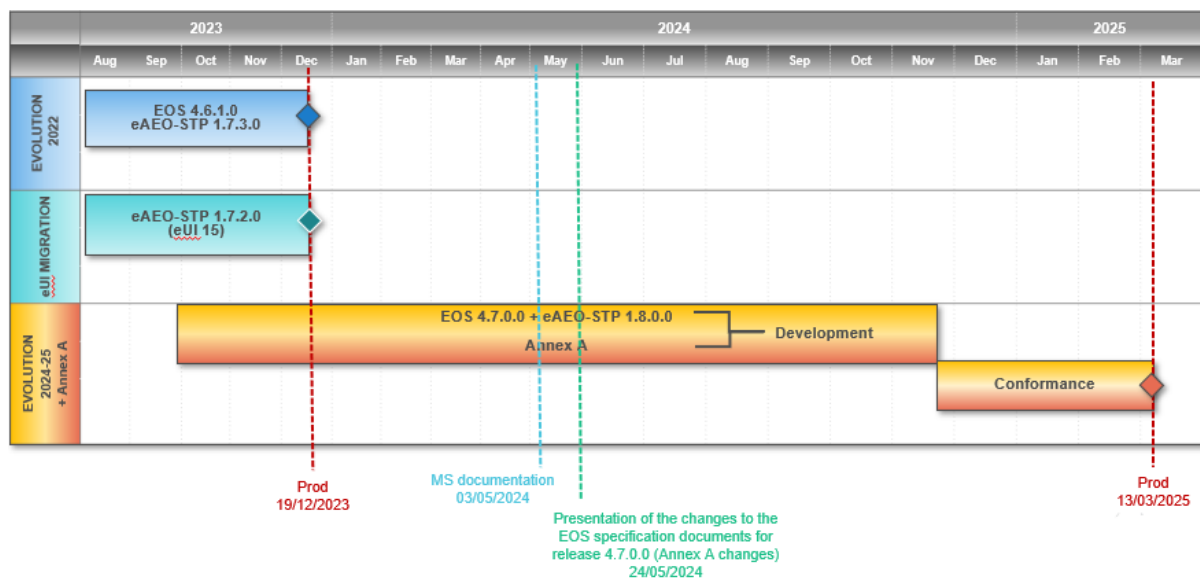 2023
2024
2025
Aug Sep Oct Nov Dec Jan Feb Mar Apr May Jun Jul Aug Sep Oct Nov Dec Jan Feb Mar
EVOLUTION
2022
EOS 4.6.1.0
eAEO-STP 1.7.3.0
eUI MIGRATION
eAEO-STP 1.7.2.0
(eUI 15)
EVOLUTION
2024-25
+ Annex A
EOS 4.7.0.0 + eAEO-STP 1.8.0.0
Annex A
Development
Conformance
Prod
19/12/2023
MS documentation
03/05/2024
Presentation of the changes to the
EOS specification documents for
release 4.7.0.0 (Annex A changes)
24/05/2024
Prod
13/03/2025